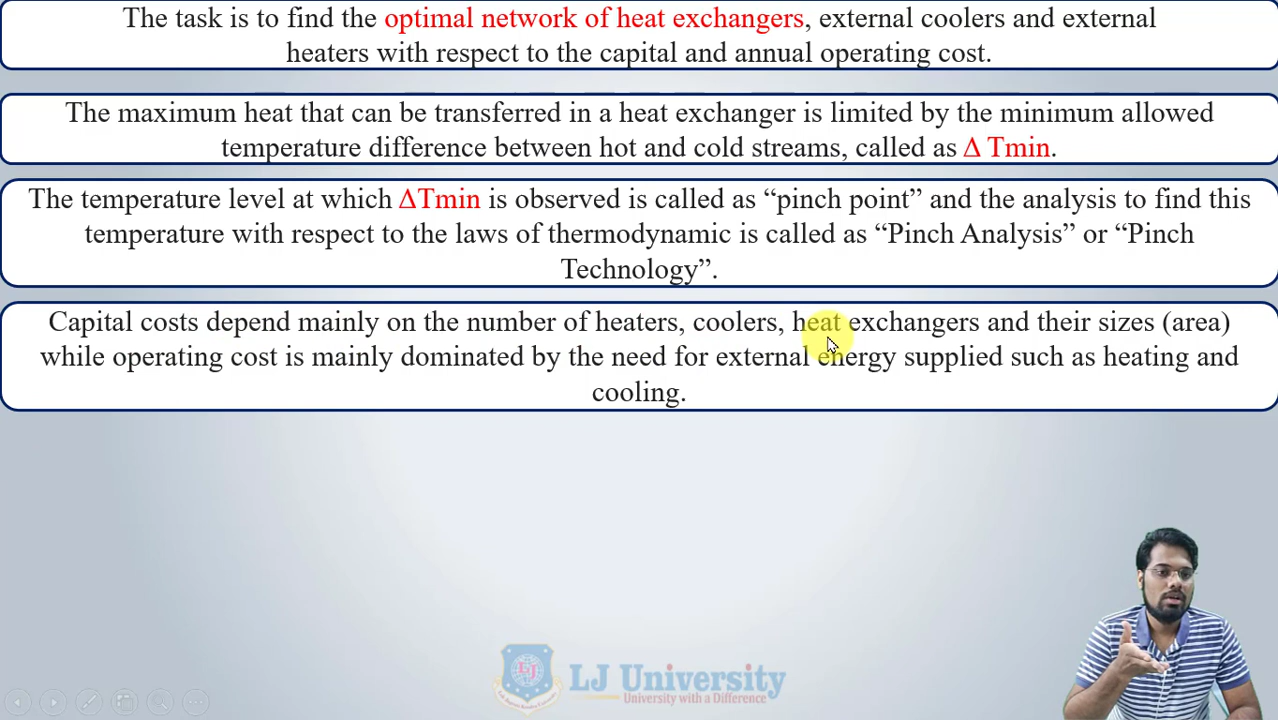 The task is to find the optimal network of heat exchangers, external coolers and external
heaters with respect to the capital and annual operating cost.
The maximum heat that can be transferred in a heat exchanger is limited by the minimum allowed
temperature difference between hot and cold streams, called as Δ Tmin.
The temperature level at which ΔTmin is observed is called as “pinch point” and the analysis to find this
temperature with respect to the laws of thermodynamic is called as “Pinch Analysis” or “Pinch
Technology”.
Capital costs depend mainly on the number of heaters, coolers, heat exchangers and their sizes (area)
while operating cost is mainly dominated by the need for external energy supplied such as heating and
cooling.
LJ University
University with a Difference